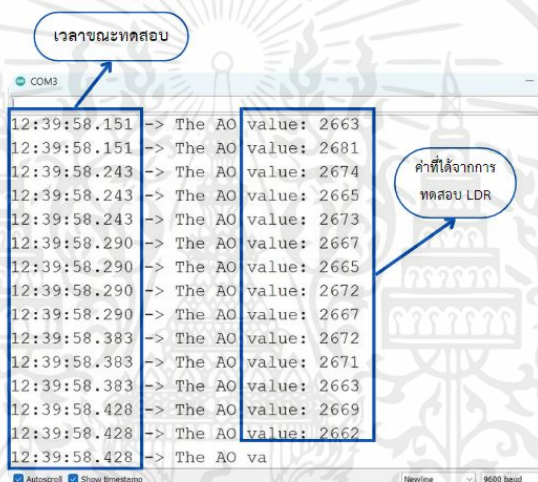 เวลาขณะทดสอบ
COM3
12:39:58.151 -> The AO value: 2663
12:39:58.151 -> The AO value: 2681
12:39:58.243 -> The AO value: 2674
12:39:58.243 -> The AO value: 2665
12:39:58.243 -> The AO value: 2673
12:39:58.290 -> The AO value: 2667
12:39:58.290 -> The AO value: 2665
12:39:58.290 -> The AO value: 2672
12:39:58.290 -> The AO value: 2667
12:39:58.383 -> The AO value: 2672
12:39:58.383 -> The AO value: 2671
12:39:58.383 -> The AO value: 2663
12:39:58.428 -> The AO value: 2669
12:39:58.428 -> The AO value: 2662
12:39:58.428 -> The AO va
ค่าที่ได้จากการ
ทดสอบ LDR
Autoscroll Show timestamp Newline 9600 baud